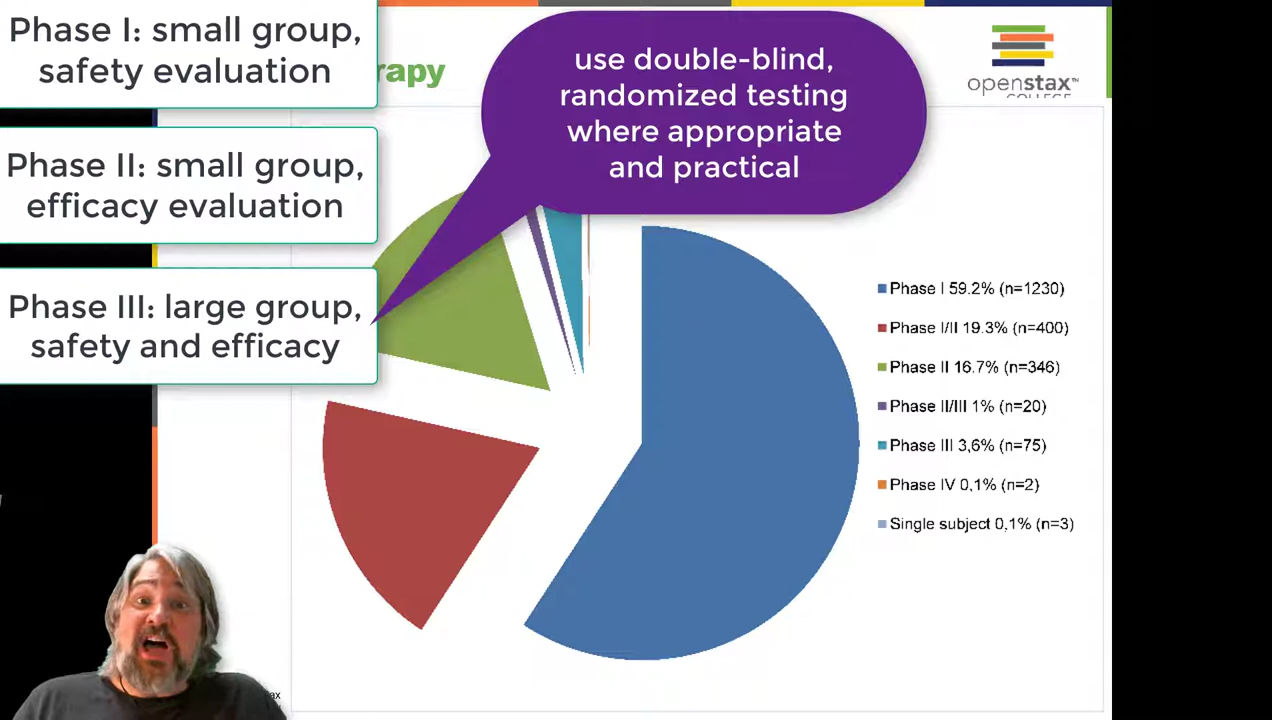 Phase I: small group,
safety evaluation
Phase II: small group,
efficacy evaluation
Phase III: large group,
safety and efficacy
rapy
use double-blind,
randomized testing
where appropriate
and practical
openstax™
COLLEGE
Phase I 59.2% (n=1230)
Phase I/II 19.3% (n=400)
Phase II 16.7% (n=346)
Phase II/III 1% (n=20)
Phase III 3,6% (n=75)
Phase IV 0,1% (n=2)
Single subject 0,1% (n=3)
ax